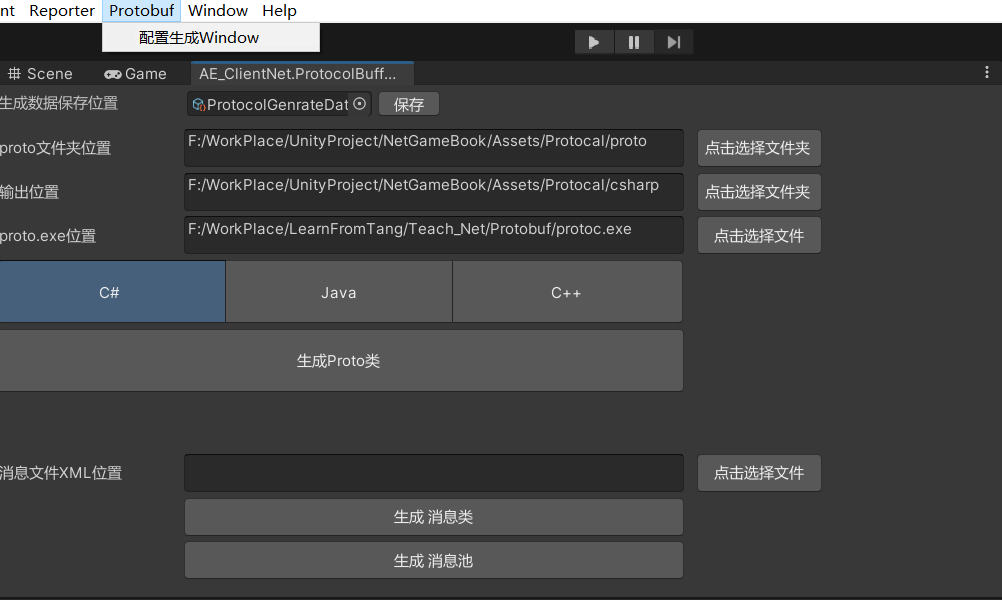 nt Reporter Protobuf Window Help
配置生成Window
Scene Game AE_ClientNet.ProtocolBuff...
生成数据保存位置 ProtocolGenrateDat 保存
proto文件夹位置 F:/WorkPlace/UnityProject/NetGameBook/Assets/Protocal/proto 点击选择文件夹
输出位置 F:/WorkPlace/UnityProject/NetGameBook/Assets/Protocal/csharp 点击选择文件夹
proto.exe位置 F:/WorkPlace/LearnFromTang/Teach_Net/Protobuf/protoc.exe 点击选择文件
C# Java C++
生成Proto类
消息文件XML位置 点击选择文件
生成 消息类
生成 消息池